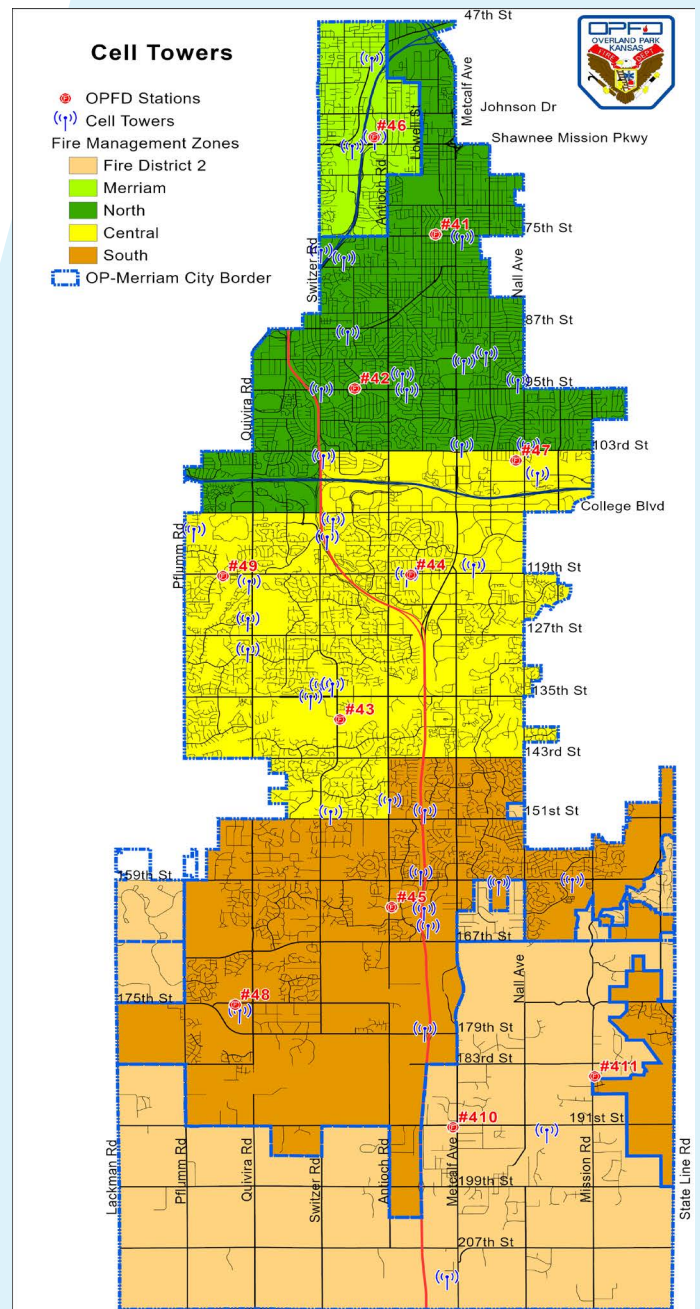 Cell Towers
OPFD Stations
Cell Towers
Fire Management Zones
Fire District 2
Merriam
North
Central
South
OP-Merriam City Border
OPFD
OVERLAND PARK
KANSAS
FIRE DEPT
47th St
Metcalf Ave
Johnson Dr
Lowell St
Shawnee Mission Pkwy
#46
Antioch Rd
#41
75th St
Switzer Rd
Nall Ave
87th St
#42
95th St
Quivira Rd
103rd St
#47
College Blvd
Pflumm Rd
#49
#44
119th St
127th St
135th St
#43
143rd St
151st St
159th St
#45
167th St
Nall Ave
175th St
#48
179th St
183rd St
#411
#410
191st St
Lackman Rd
Pflumm Rd
Quivira Rd
Switzer Rd
Antioch Rd
Metcalf Ave
Mission Rd
State Line Rd
199th St
207th St